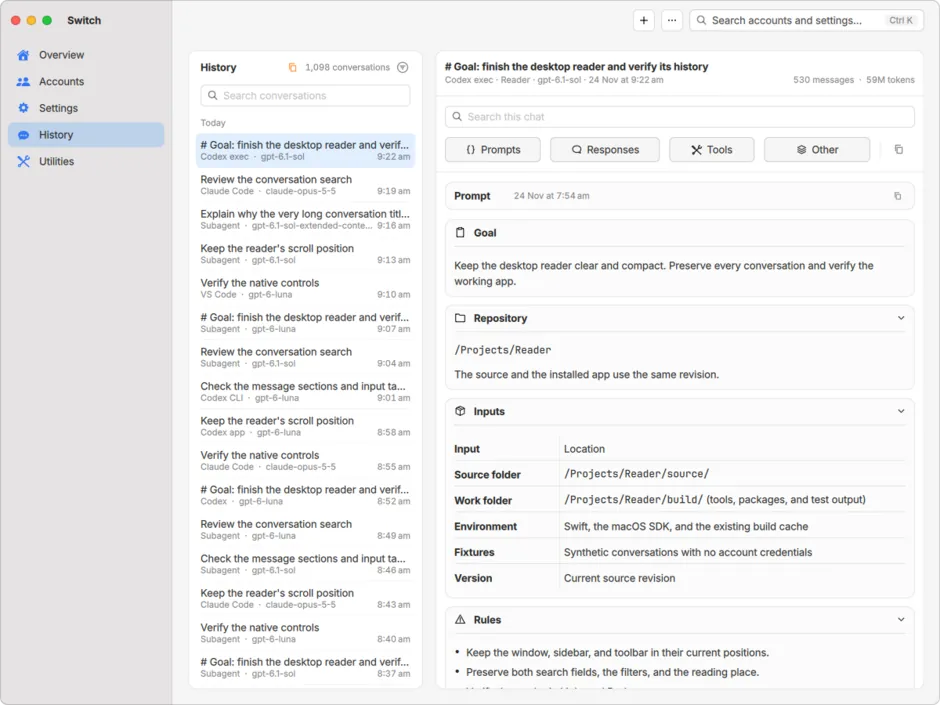 Switch
Search accounts and settings...
Ctrl K
Overview
Accounts
Settings
History
Utilities
History
1,098 conversations
Search conversations
Today
# Goal: finish the desktop reader and verif...
Codex exec · gpt-6.1-sol 9:22 am
Review the conversation search
Claude Code · claude-opus-5-5 9:19 am
Explain why the very long conversation titl...
Subagent · gpt-6.1-sol-extended-conte... 9:16 am
Keep the reader's scroll position
Subagent · gpt-6.1-sol 9:13 am
Verify the native controls
VS Code · gpt-6-luna 9:10 am
# Goal: finish the desktop reader and verif...
Subagent · gpt-6-luna 9:07 am
Review the conversation search
Subagent · gpt-6.1-sol 9:04 am
Check the message sections and input ta...
Codex CLI · gpt-6-luna 9:01 am
Keep the reader's scroll position
Codex app · gpt-6-luna 8:58 am
Verify the native controls
Claude Code · claude-opus-5-5 8:55 am
# Goal: finish the desktop reader and verif...
Codex · gpt-6-luna 8:52 am
Review the conversation search
Subagent · gpt-6-luna 8:49 am
Check the message sections and input ta...
Subagent · gpt-6.1-sol 8:46 am
Keep the reader's scroll position
Claude Code · claude-opus-5-5 8:43 am
Verify the native controls
Subagent · gpt-6-luna 8:40 am
# Goal: finish the desktop reader and verif...
Subagent · gpt-6.1-sol 8:37 am
# Goal: finish the desktop reader and verify its history
Codex exec · Reader · gpt-6.1-sol · 24 Nov at 9:22 am
530 messages · 59M tokens
Search this chat
Prompts
Responses
Tools
Other
Prompt 24 Nov at 7:54 am
Goal
Keep the desktop reader clear and compact. Preserve every conversation and verify the
working app.
Repository
/Projects/Reader
The source and the installed app use the same revision.
Inputs
Input Location
Source folder /Projects/Reader/source/
Work folder /Projects/Reader/build/ (tools, packages, and test output)
Environment Swift, the macOS SDK, and the existing build cache
Fixtures Synthetic conversations with no account credentials
Version Current source revision
Rules
• Keep the window, sidebar, and toolbar in their current positions.
• Preserve both search fields, the filters, and the reading place.